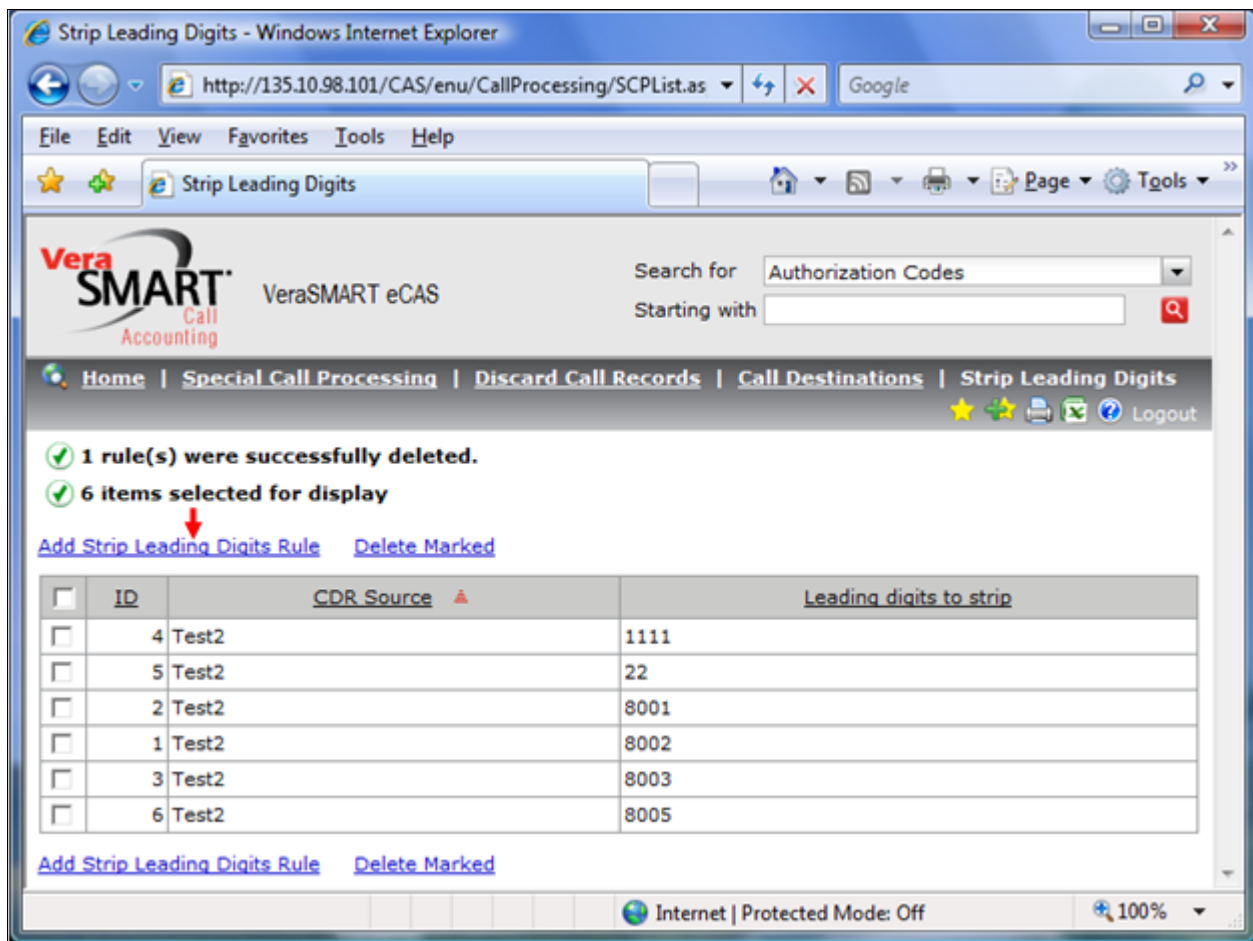 Strip Leading Digits - Windows Internet Explorer
http://135.10.98.101/CAS/enu/CallProcessing/SCPList.as
Google
File Edit View Favorites Tools Help
Strip Leading Digits
Page Tools
Vera SMART Call Accounting
VeraSMART eCAS
Search for Authorization Codes
Starting with
Home | Special Call Processing | Discard Call Records | Call Destinations | Strip Leading Digits
Logout
1 rule(s) were successfully deleted.
6 items selected for display
Add Strip Leading Digits Rule Delete Marked
ID CDR Source Leading digits to strip
4 Test2 1111
5 Test2 22
2 Test2 8001
1 Test2 8002
3 Test2 8003
6 Test2 8005
Add Strip Leading Digits Rule Delete Marked
Internet | Protected Mode: Off 100%